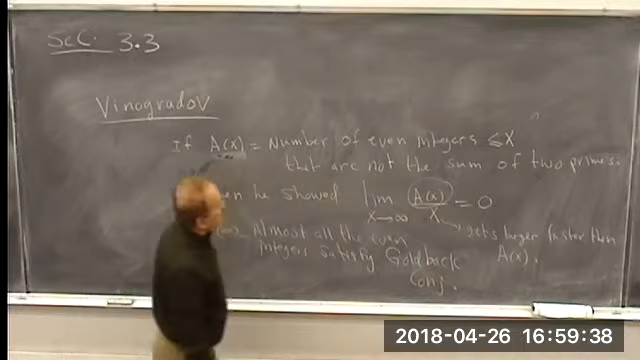 Sec. 3.3
Vinogradov
If A(x) = Number of even integers ≤ X
that are not the sum of two primes.
he showed lim A(x)/X = 0
X→∞
gets larger faster then
A(x).
Almost all the even
integers satisfy Goldback
Conj.
2018-04-26 16:59:38